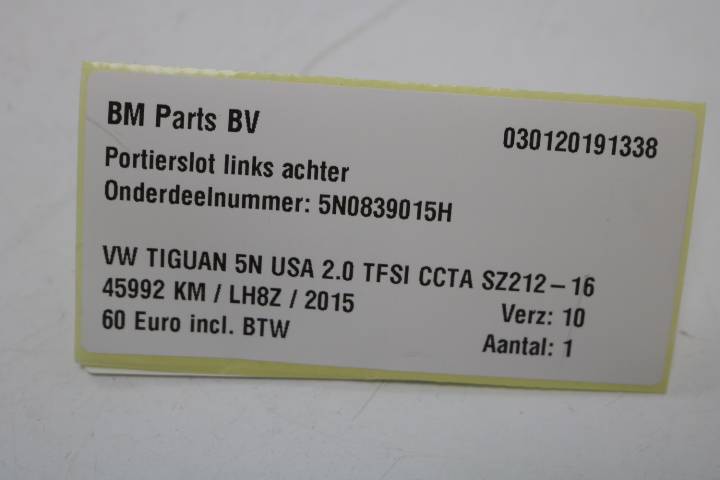 BM Parts BV
030120191338
Portierslot links achter
Onderdeelnummer: 5N0839015H
VW TIGUAN 5N USA 2.0 TFSI CCTA SZ212-16
45992 KM / LH8Z / 2015
Verz: 10
60 Euro incl. BTW
Aantal: 1